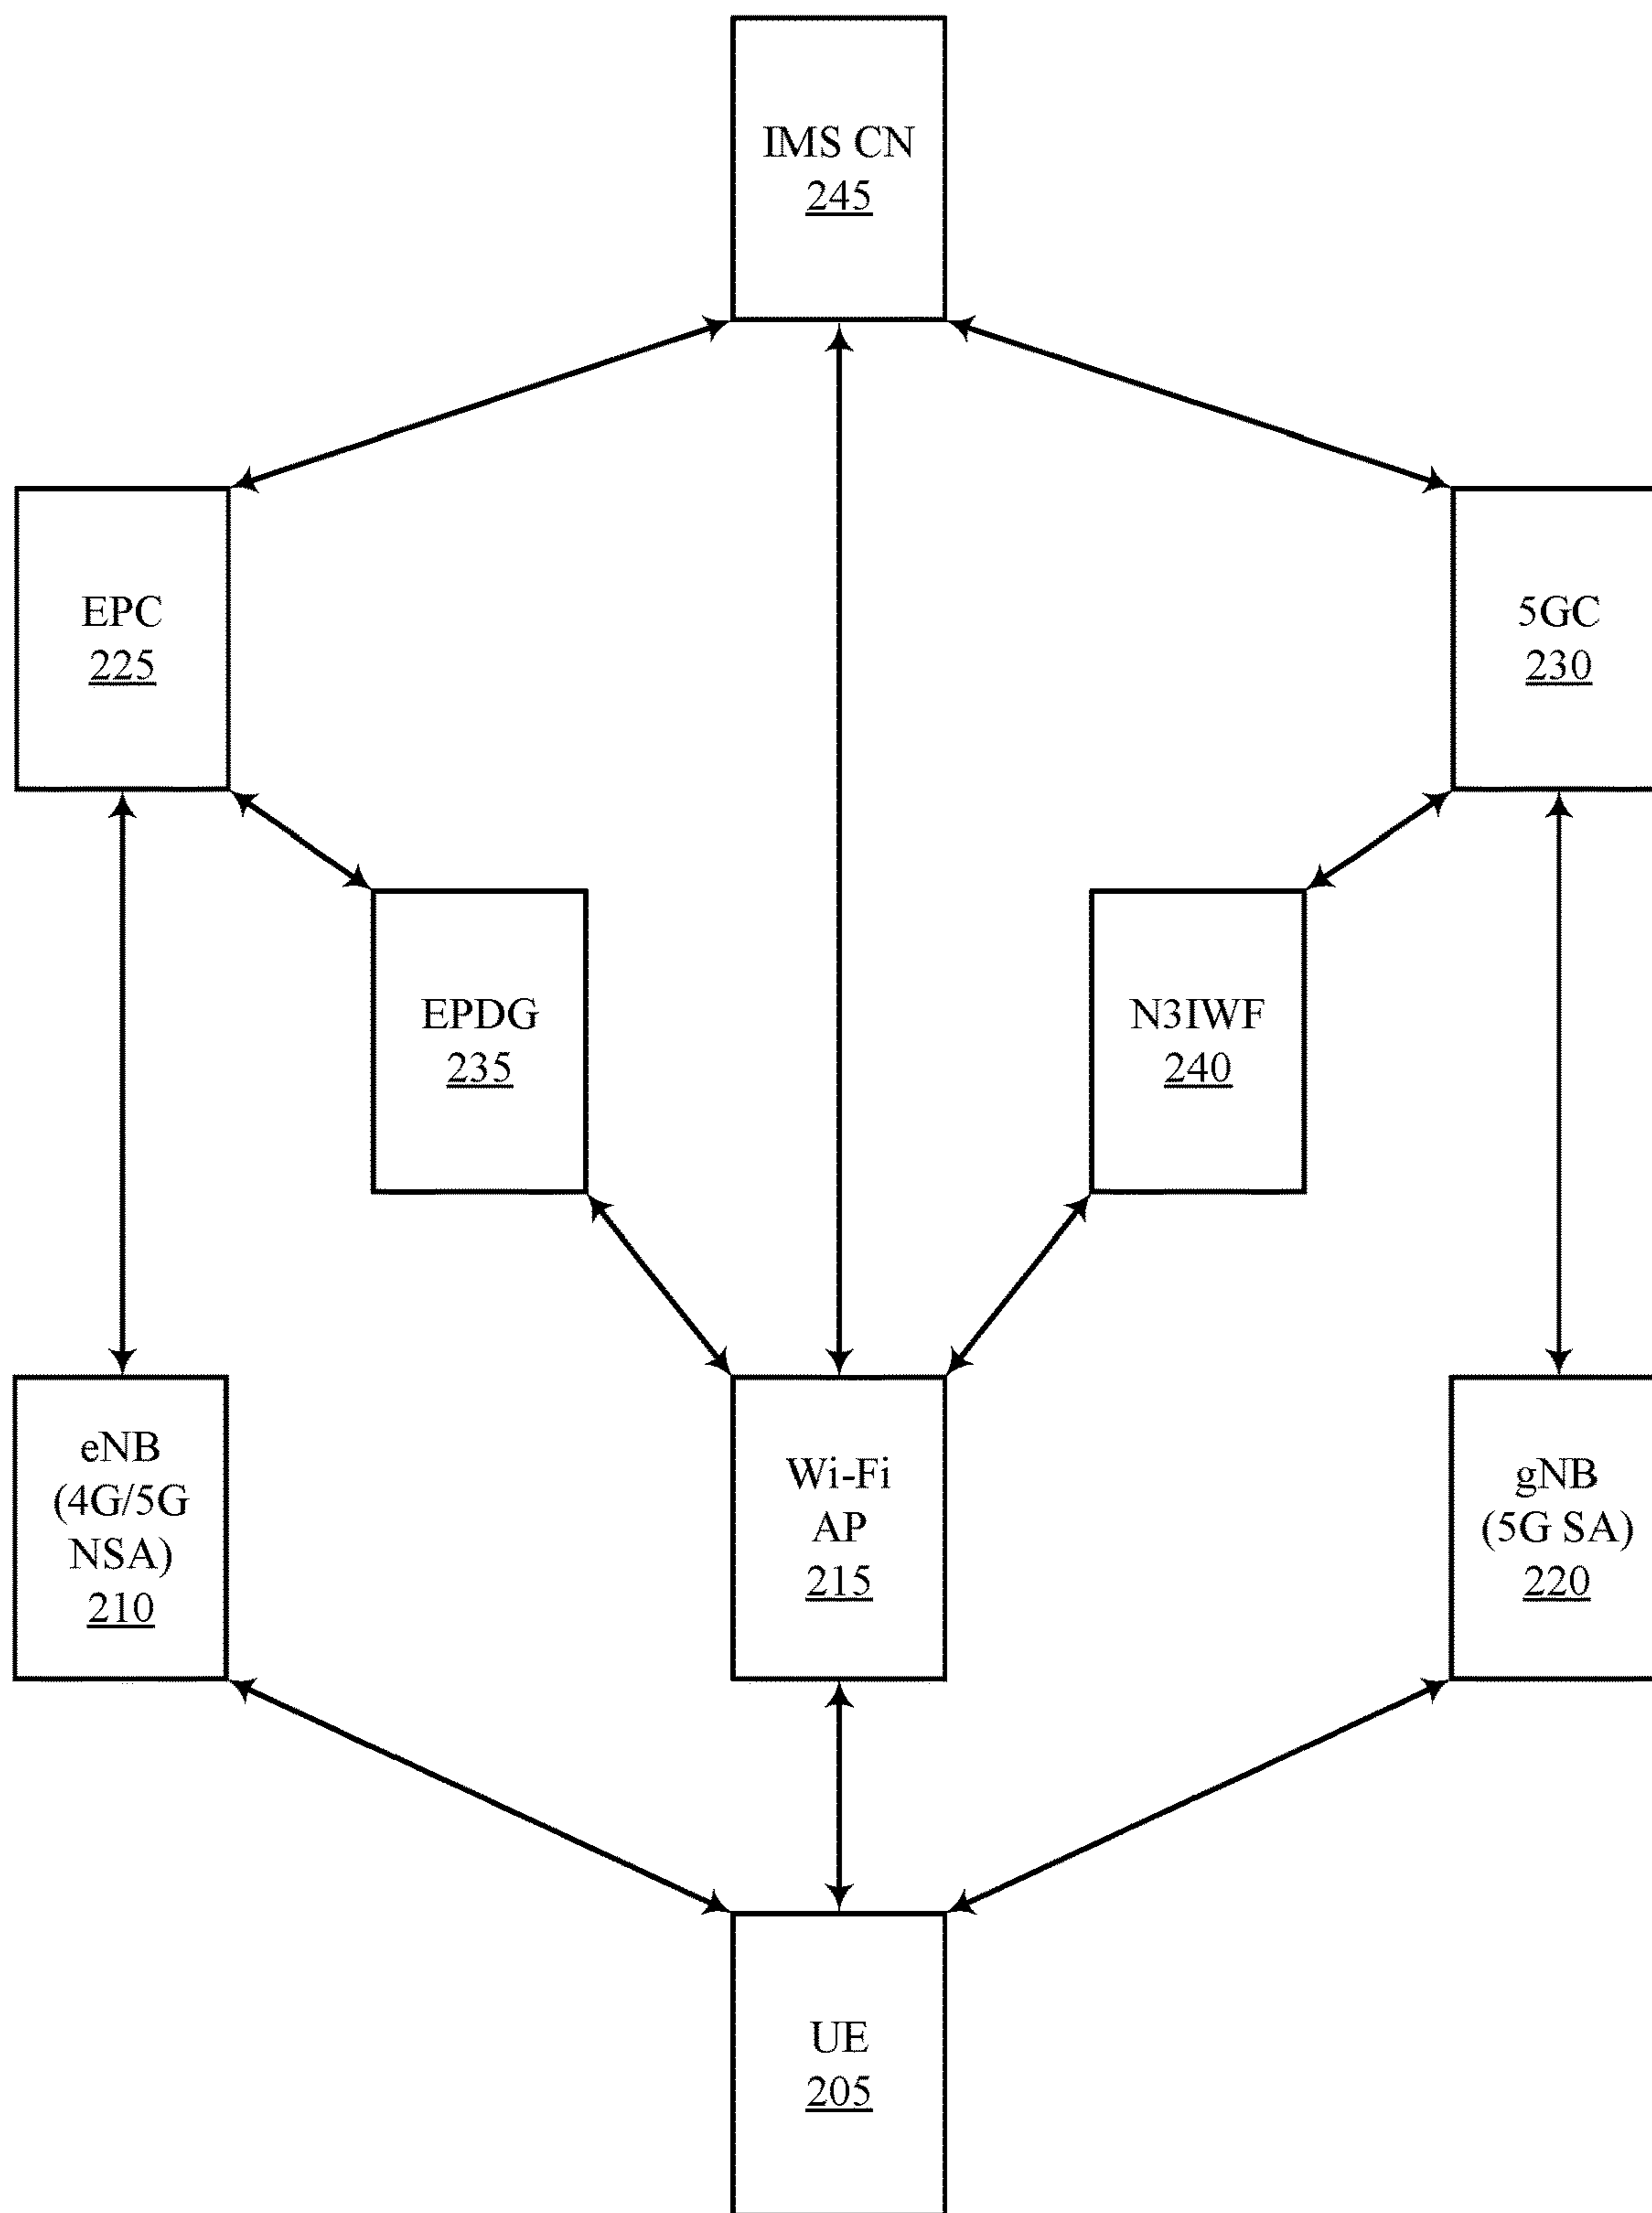 IMS CN
245
EPC
225
5GC
230
EPDG
235
N3IWF
240
eNB
(4G/5G
NSA)
210
Wi-Fi
AP
215
gNB
(5G SA)
220
UE
205